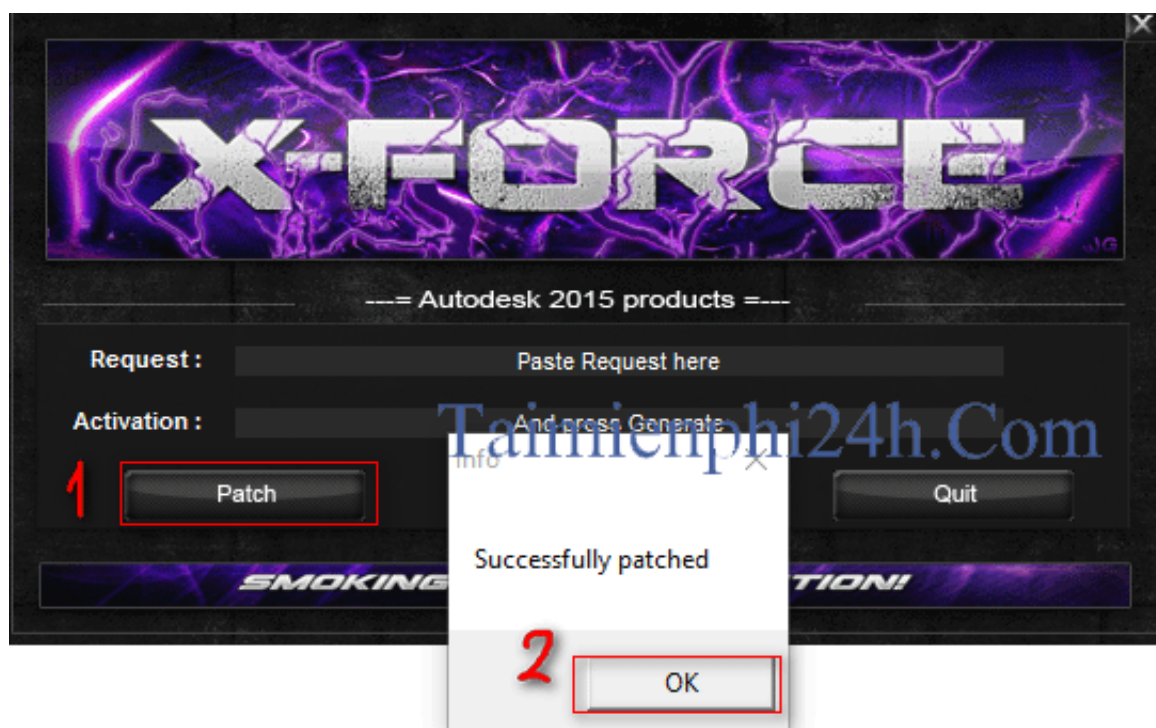 X
X-FORCE
JG
---= Autodesk 2015 products =---
Request : Paste Request here
Activation : And press Generate
Taimienphi24h.Com
Info
1 Patch
Quit
Successfully patched
SMOKING TION!
2 OK